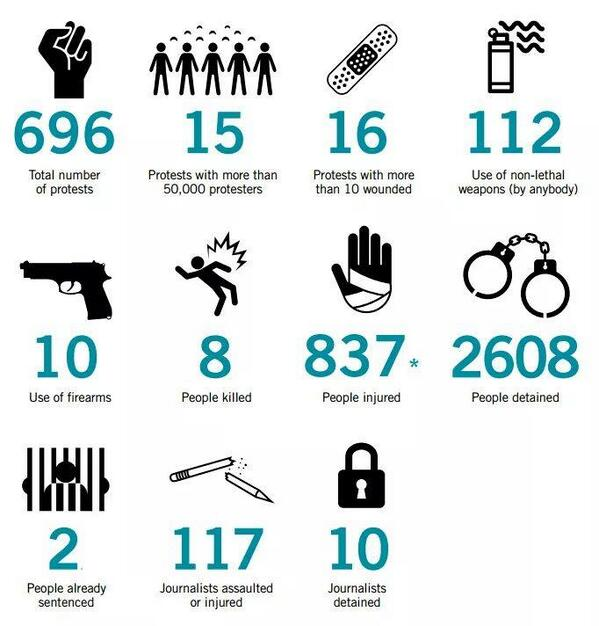 696
Total number
of protests
15
Protests with more than
50,000 protesters
16
Protests with more
than 10 wounded
112
Use of non-lethal
weapons (by anybody)
10
Use of firearms
8
People killed
837*
People injured
2608
People detained
2
People already
sentenced
117
Journalists assaulted
or injured
10
Journalists
detained